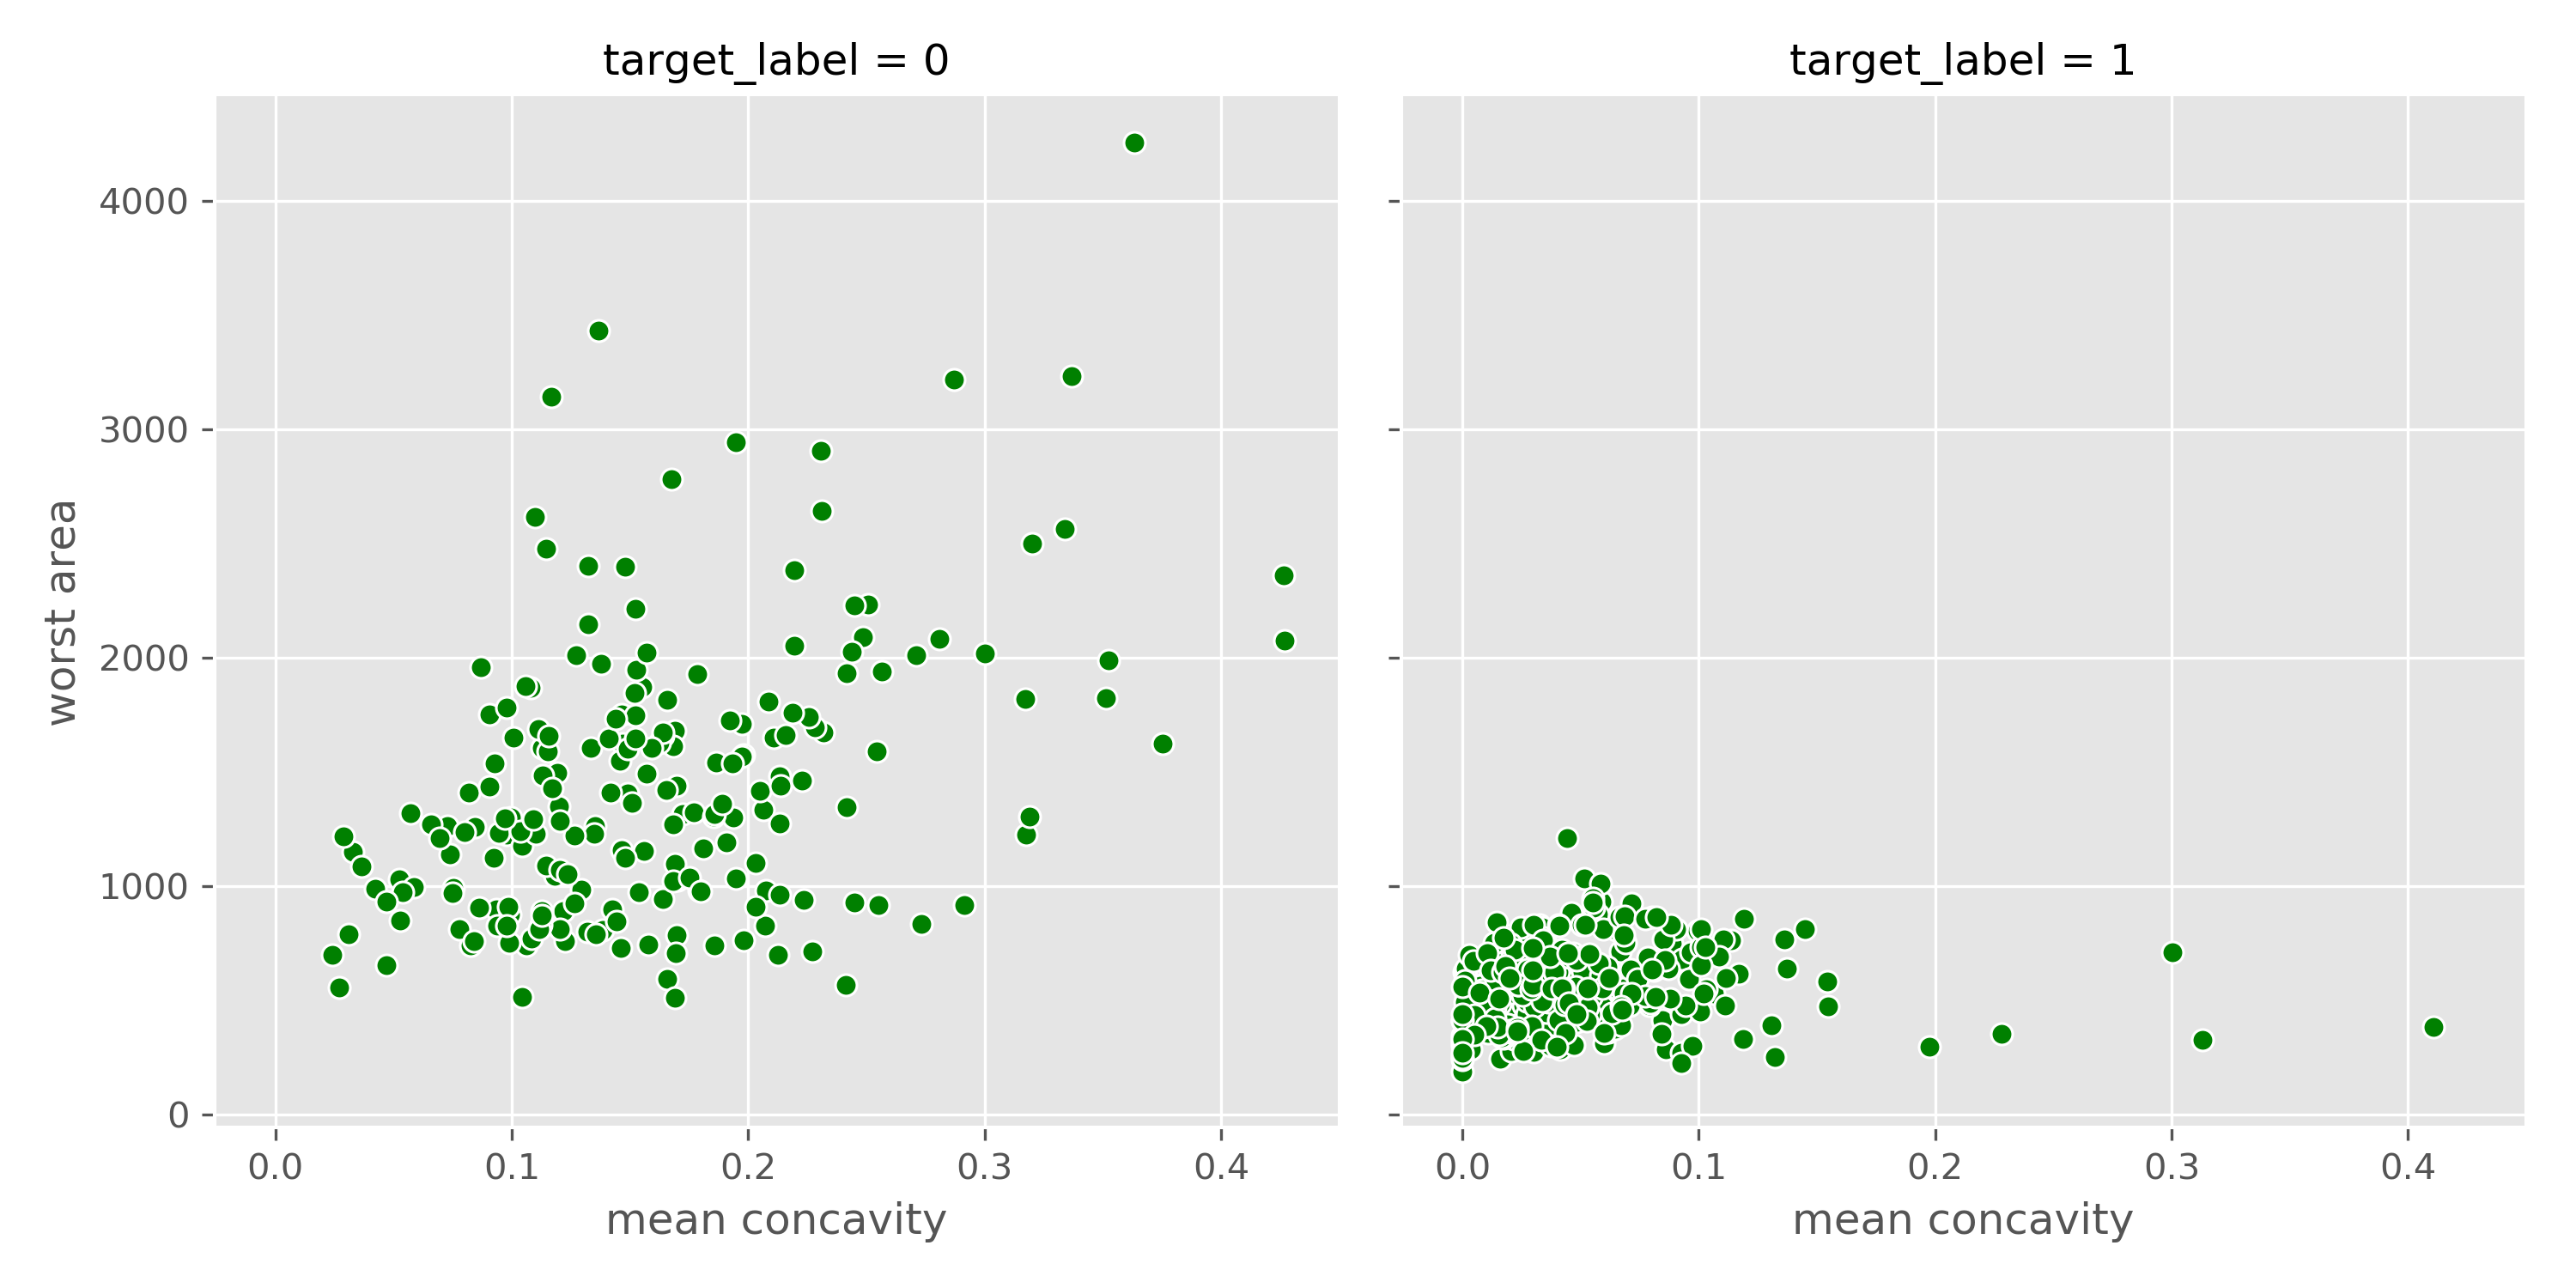 target_label = 0
target_label = 1
worst area
4000
3000
2000
1000
0
0.0 0.1 0.2 0.3 0.4
0.0 0.1 0.2 0.3 0.4
mean concavity
mean concavity